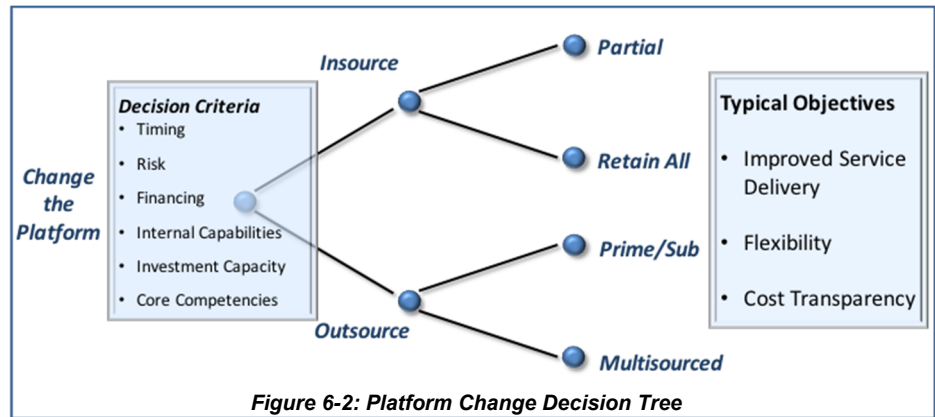 Change
the
Platform
Decision Criteria
• Timing
• Risk
• Financing
• Internal Capabilities
• Investment Capacity
• Core Competencies
Insource
Outsource
Partial
Retain All
Prime/Sub
Multisourced
Typical Objectives
• Improved Service
Delivery
• Flexibility
• Cost Transparency
Figure 6-2: Platform Change Decision Tree